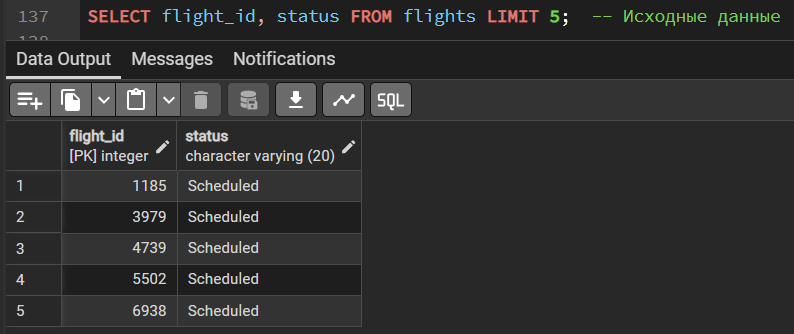 137 SELECT flight_id, status FROM flights LIMIT 5; -- Исходные данные
Data Output Messages Notifications
SQL
flight_id status
[PK] integer character varying (20)
1 1185 Scheduled
2 3979 Scheduled
3 4739 Scheduled
4 5502 Scheduled
5 6938 Scheduled